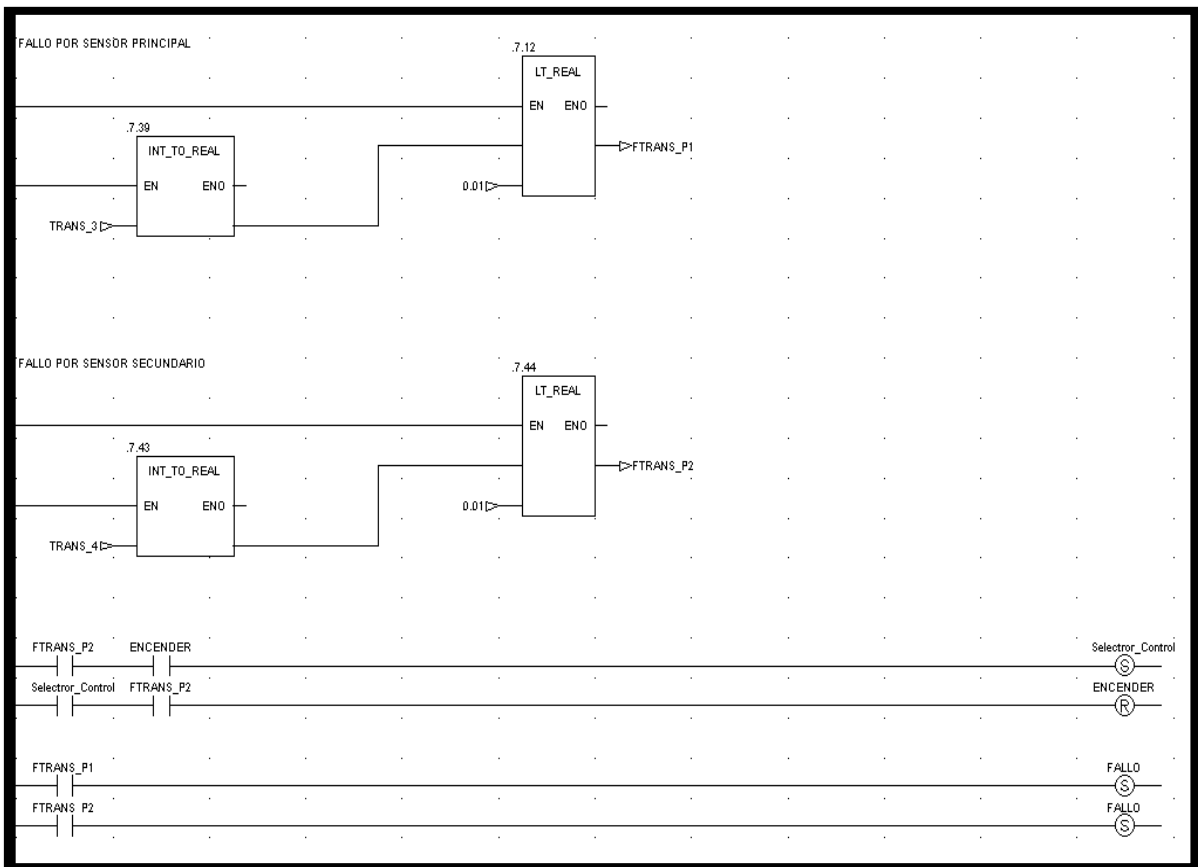 FALLO POR SENSOR PRINCIPAL
.7.12
LT_REAL
EN ENO
.7.39
INT_TO_REAL
FTRANS_P1
EN ENO
0.01
TRANS_3
FALLO POR SENSOR SECUNDARIO
.7.44
LT_REAL
EN ENO
.7.43
INT_TO_REAL
FTRANS_P2
EN ENO
0.01
TRANS_4
FTRANS_P2 ENCENDER Selectror_Control
S
Selectror_Control FTRANS_P2 ENCENDER
R
FTRANS_P1 FALLO
S
FTRANS_P2 FALLO
S